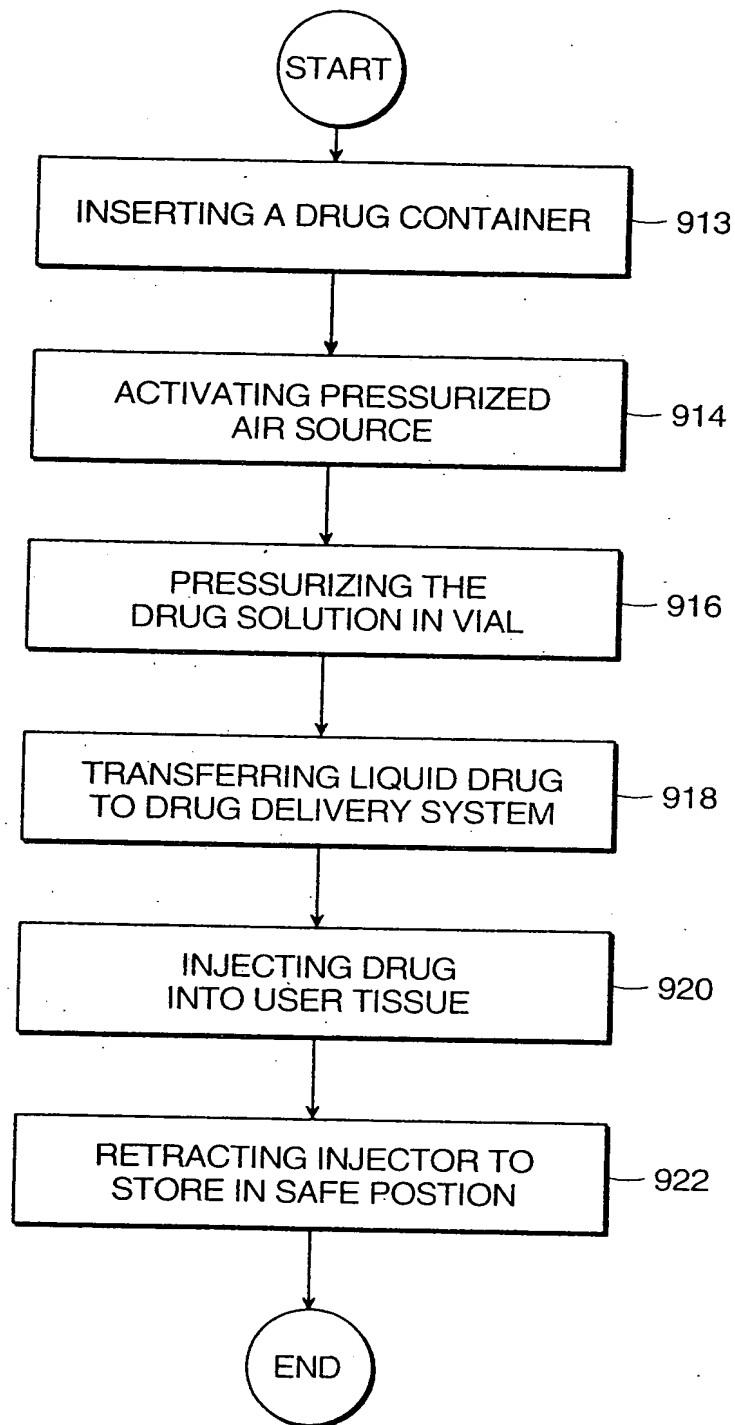 START
INSERTING A DRUG CONTAINER
913
ACTIVATING PRESSURIZED
AIR SOURCE
914
PRESSURIZING THE
DRUG SOLUTION IN VIAL
916
TRANSFERRING LIQUID DRUG
TO DRUG DELIVERY SYSTEM
918
INJECTING DRUG
INTO USER TISSUE
920
RETRACTING INJECTOR TO
STORE IN SAFE POSTION
922
END